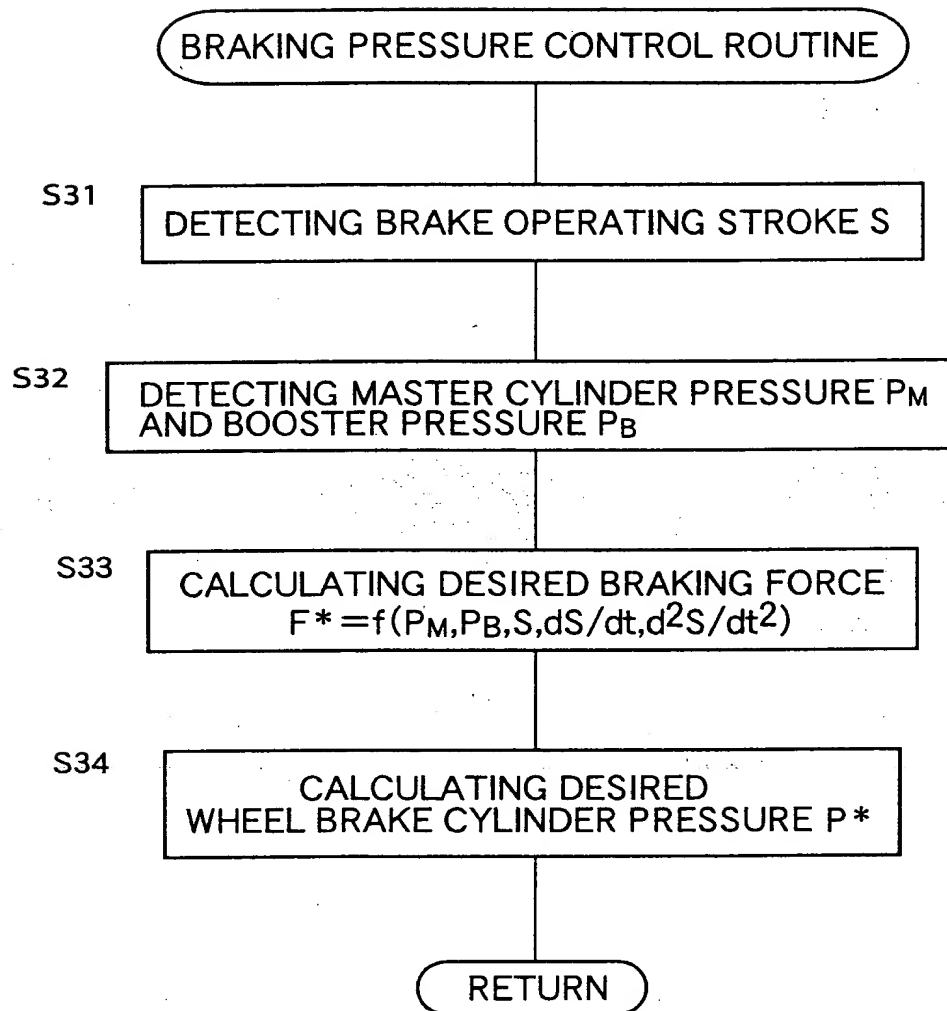 BRAKING PRESSURE CONTROL ROUTINE
S31
DETECTING BRAKE OPERATING STROKE S
S32
DETECTING MASTER CYLINDER PRESSURE PM
AND BOOSTER PRESSURE PB
S33
CALCULATING DESIRED BRAKING FORCE
F*=f(PM,PB,S,dS/dt,d²S/dt²)
S34
CALCULATING DESIRED
WHEEL BRAKE CYLINDER PRESSURE P*
RETURN